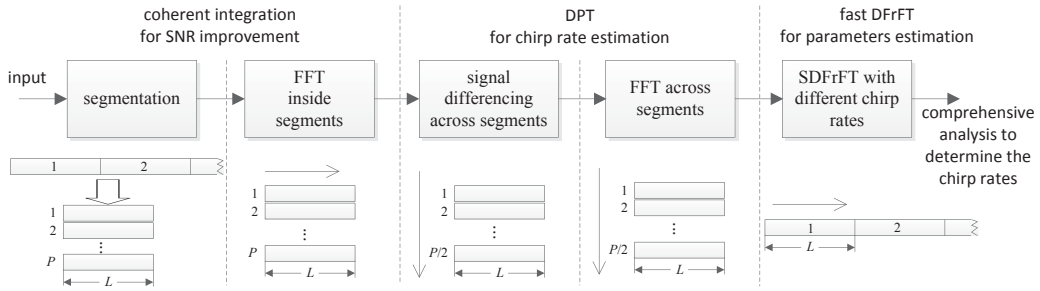 coherent integration
for SNR improvement
DPT
for chirp rate estimation
fast DFrFT
for parameters estimation
input
segmentation
FFT
inside
segments
signal
differencing
across segments
FFT across
segments
SDFrFT with
different chirp
rates
comprehensive
analysis to
determine the
chirp rates
1 2
1
2
⋮
P
L
1
2
⋮
P
L
1
2
⋮
P/2
L
1
2
⋮
P/2
L
1 2
L